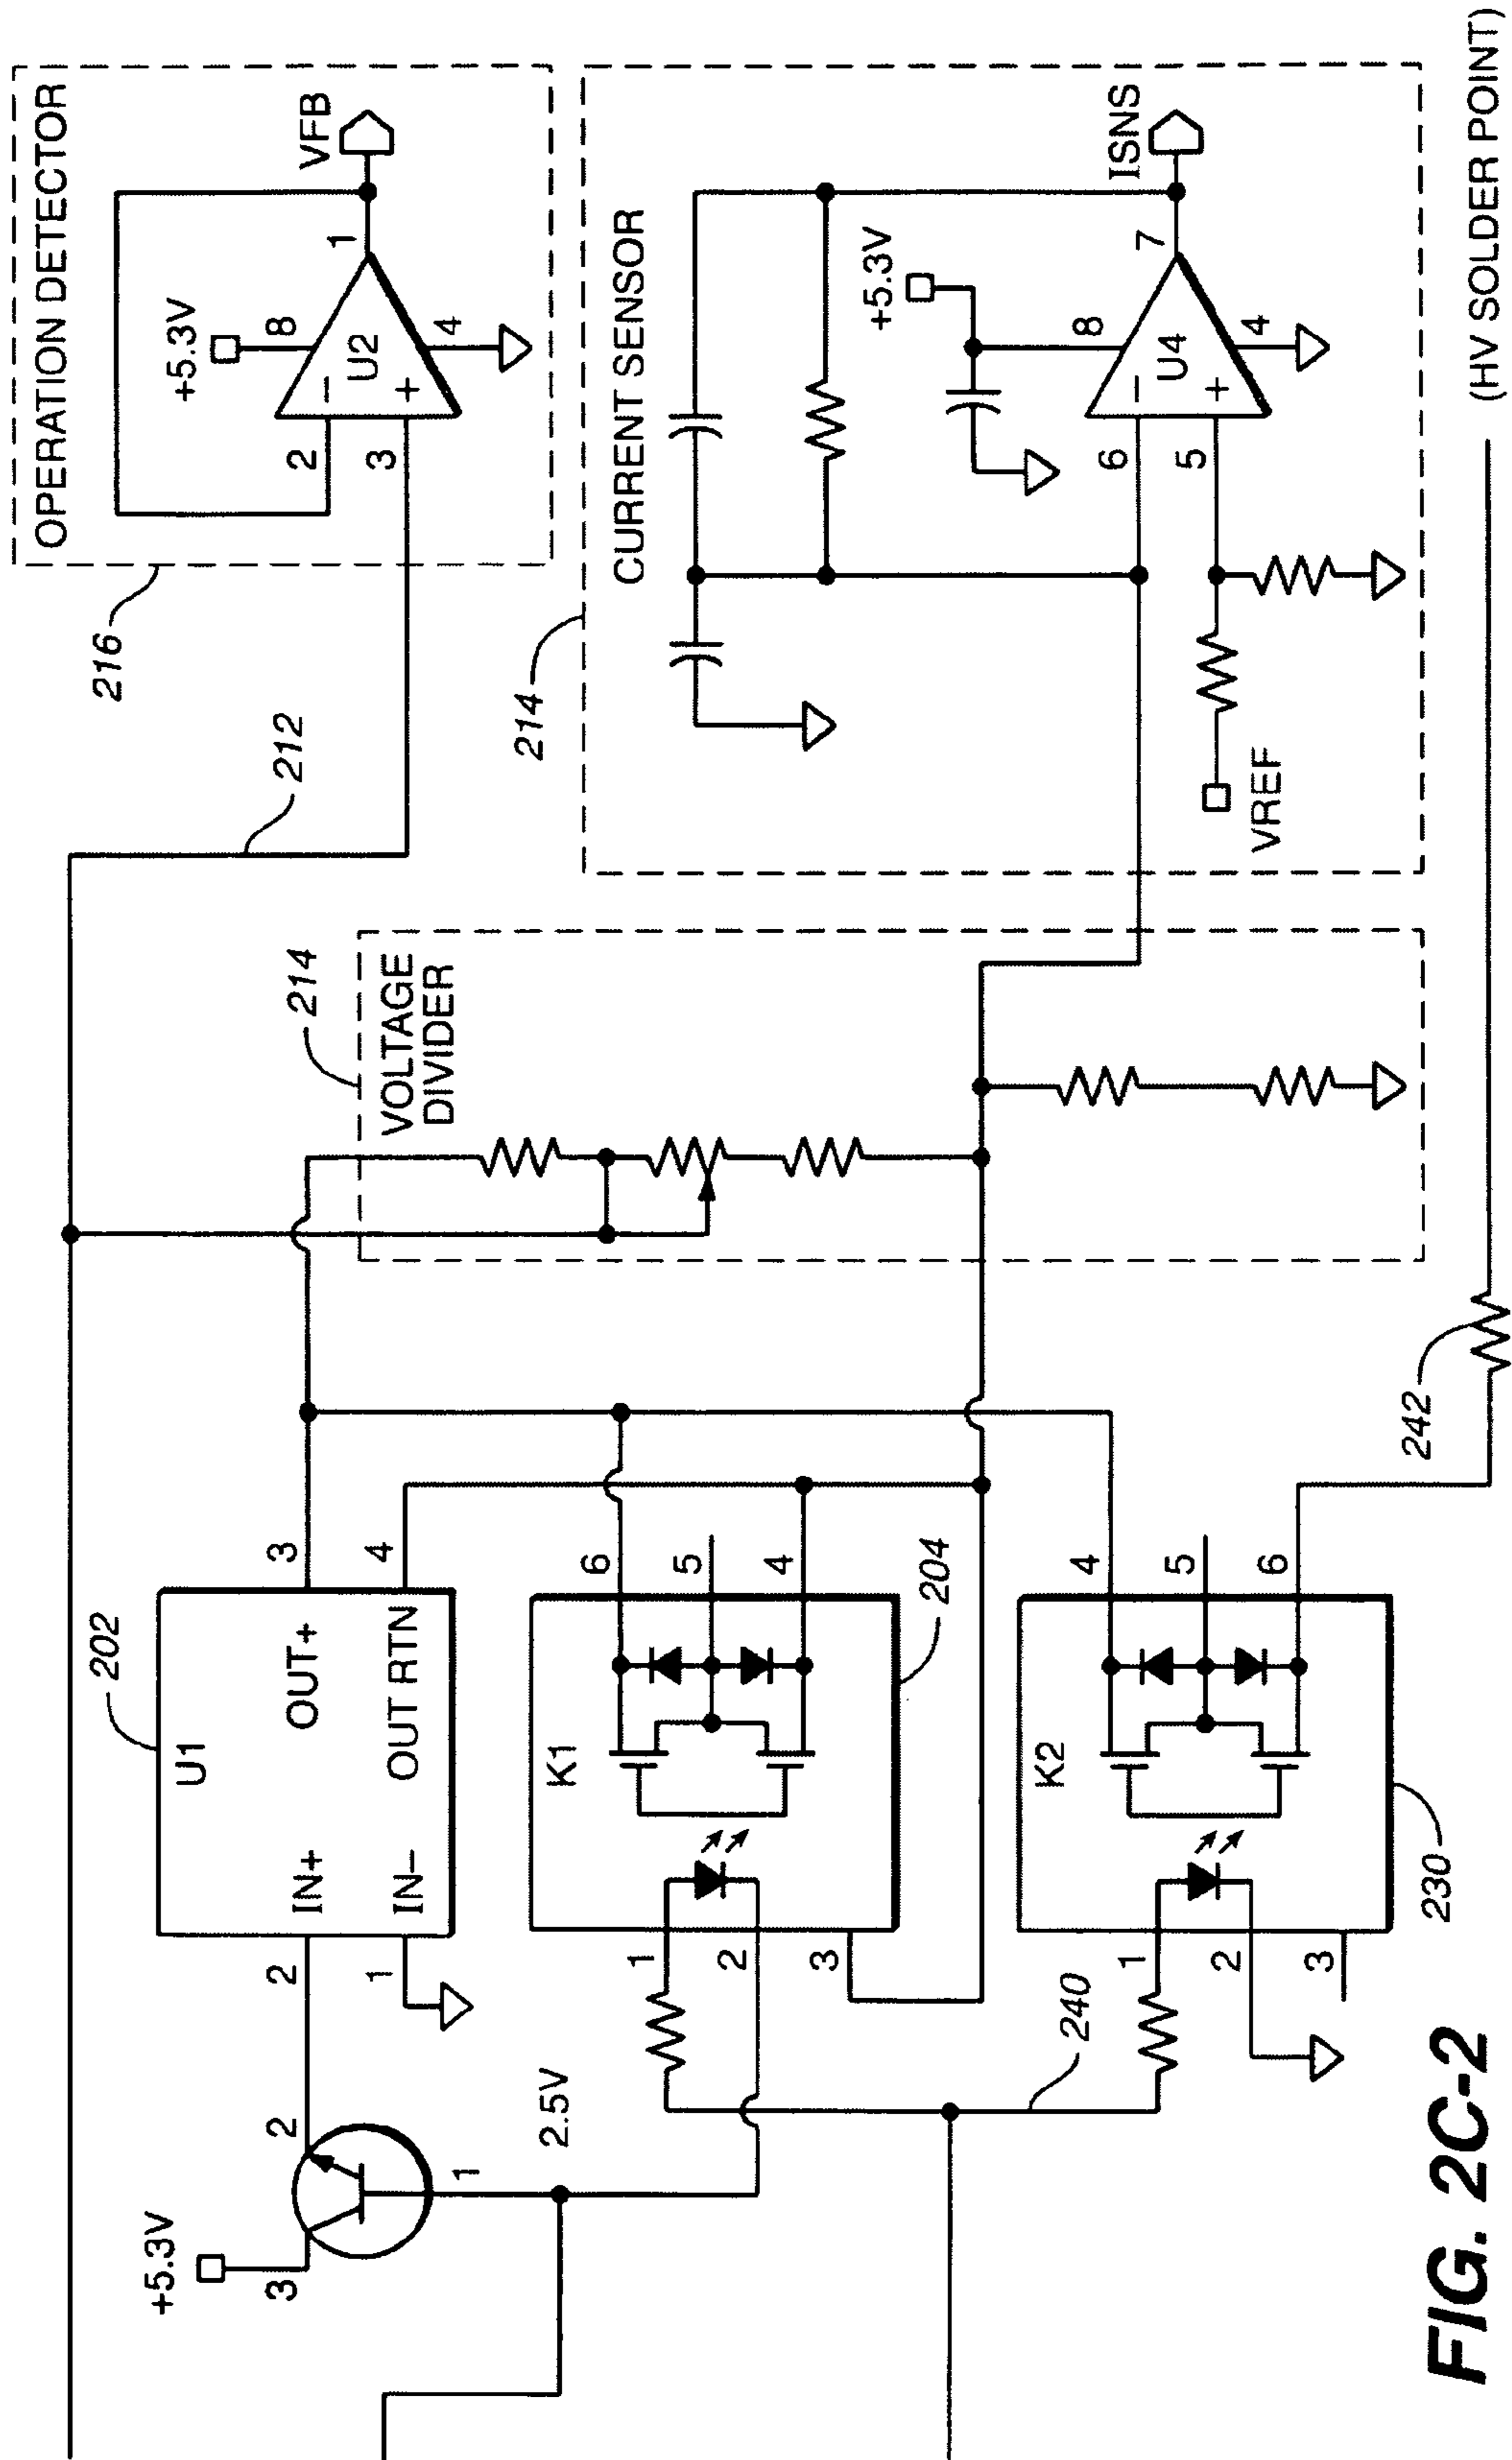 OPERATION DETECTOR
216
+5.3V
8
2
3
U2
−
+
1
4
VFB
212
CURRENT SENSOR
214
+5.3V
8
6
5
U4
−
+
7
4
ISNS
VREF
214
VOLTAGE
DIVIDER
202
U1
IN+
OUT+
IN−
OUT RTN
2
1
3
4
+5.3V
3
2
1
2.5V
K1
1
2
3
6
5
4
204
K2
1
2
3
4
5
6
230
240
242
(HV SOLDER POINT)
FIG. 2C-2